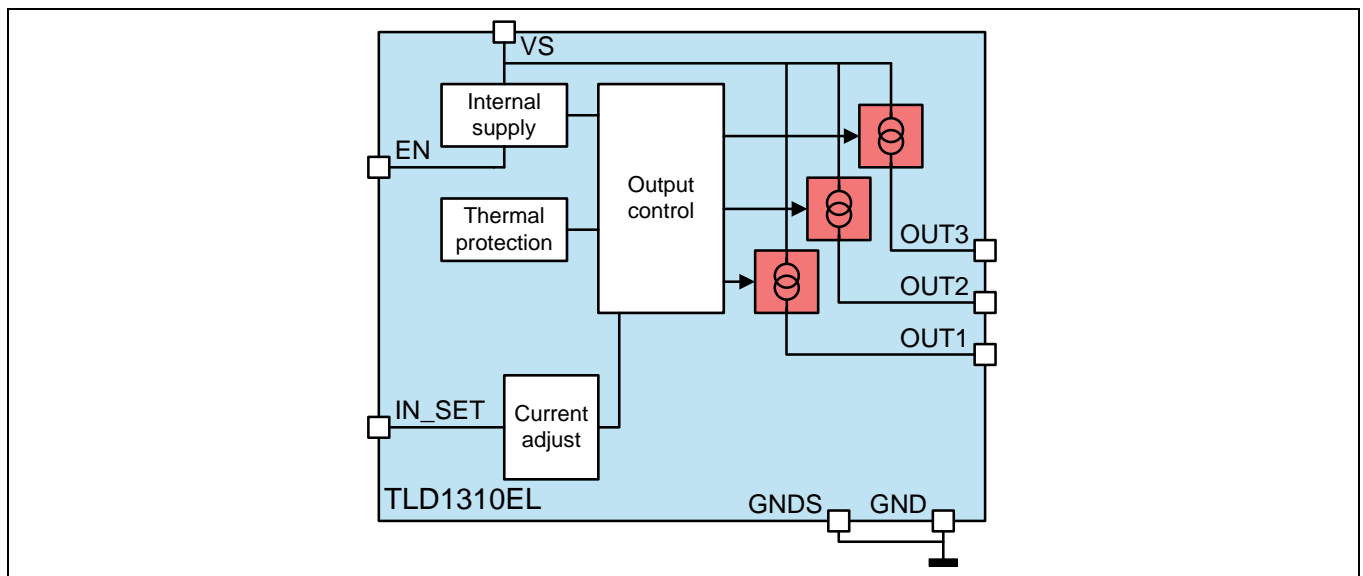 VS
Internal
supply
EN
Output
control
Thermal
protection
OUT3
OUT2
OUT1
IN_SET
Current
adjust
TLD1310EL
GNDS
GND